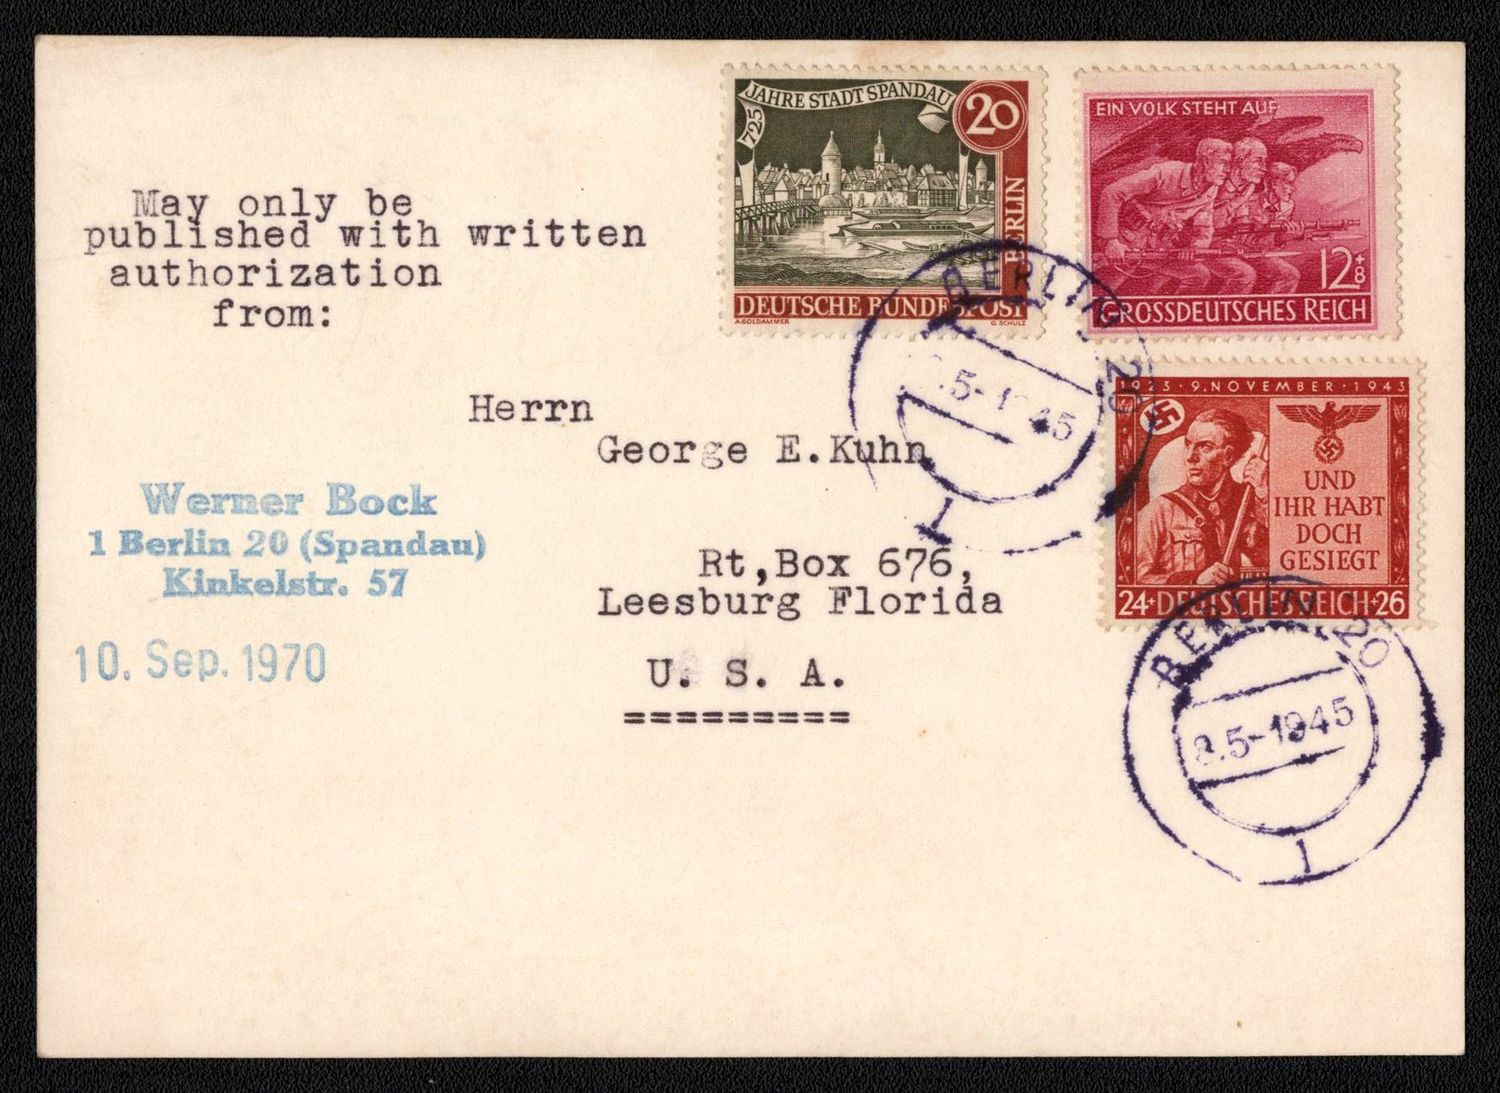 May only be
published with written
authorization
from:
Werner Bock
1 Berlin 20 (Spandau)
Kinkelstr. 57
10. Sep. 1970
Herrn
George E.Kuhn
Rt,Box 676,
Leesburg Florida
U. S. A.
=========
725 JAHRE STADT SPANDAU
20
BERLIN
DEUTSCHE BUNDESPOST
A.GOLDAMMER G.SCHULZ
EIN VOLK STEHT AUF
12+8
GROSSDEUTSCHES REICH
1923 · 9.NOVEMBER · 1943
UND
IHR HABT
DOCH
GESIEGT
24+DEUTSCHES REICH+26
BERLIN 20
.5-1945
1
BERLIN 20
8.5-1945
1